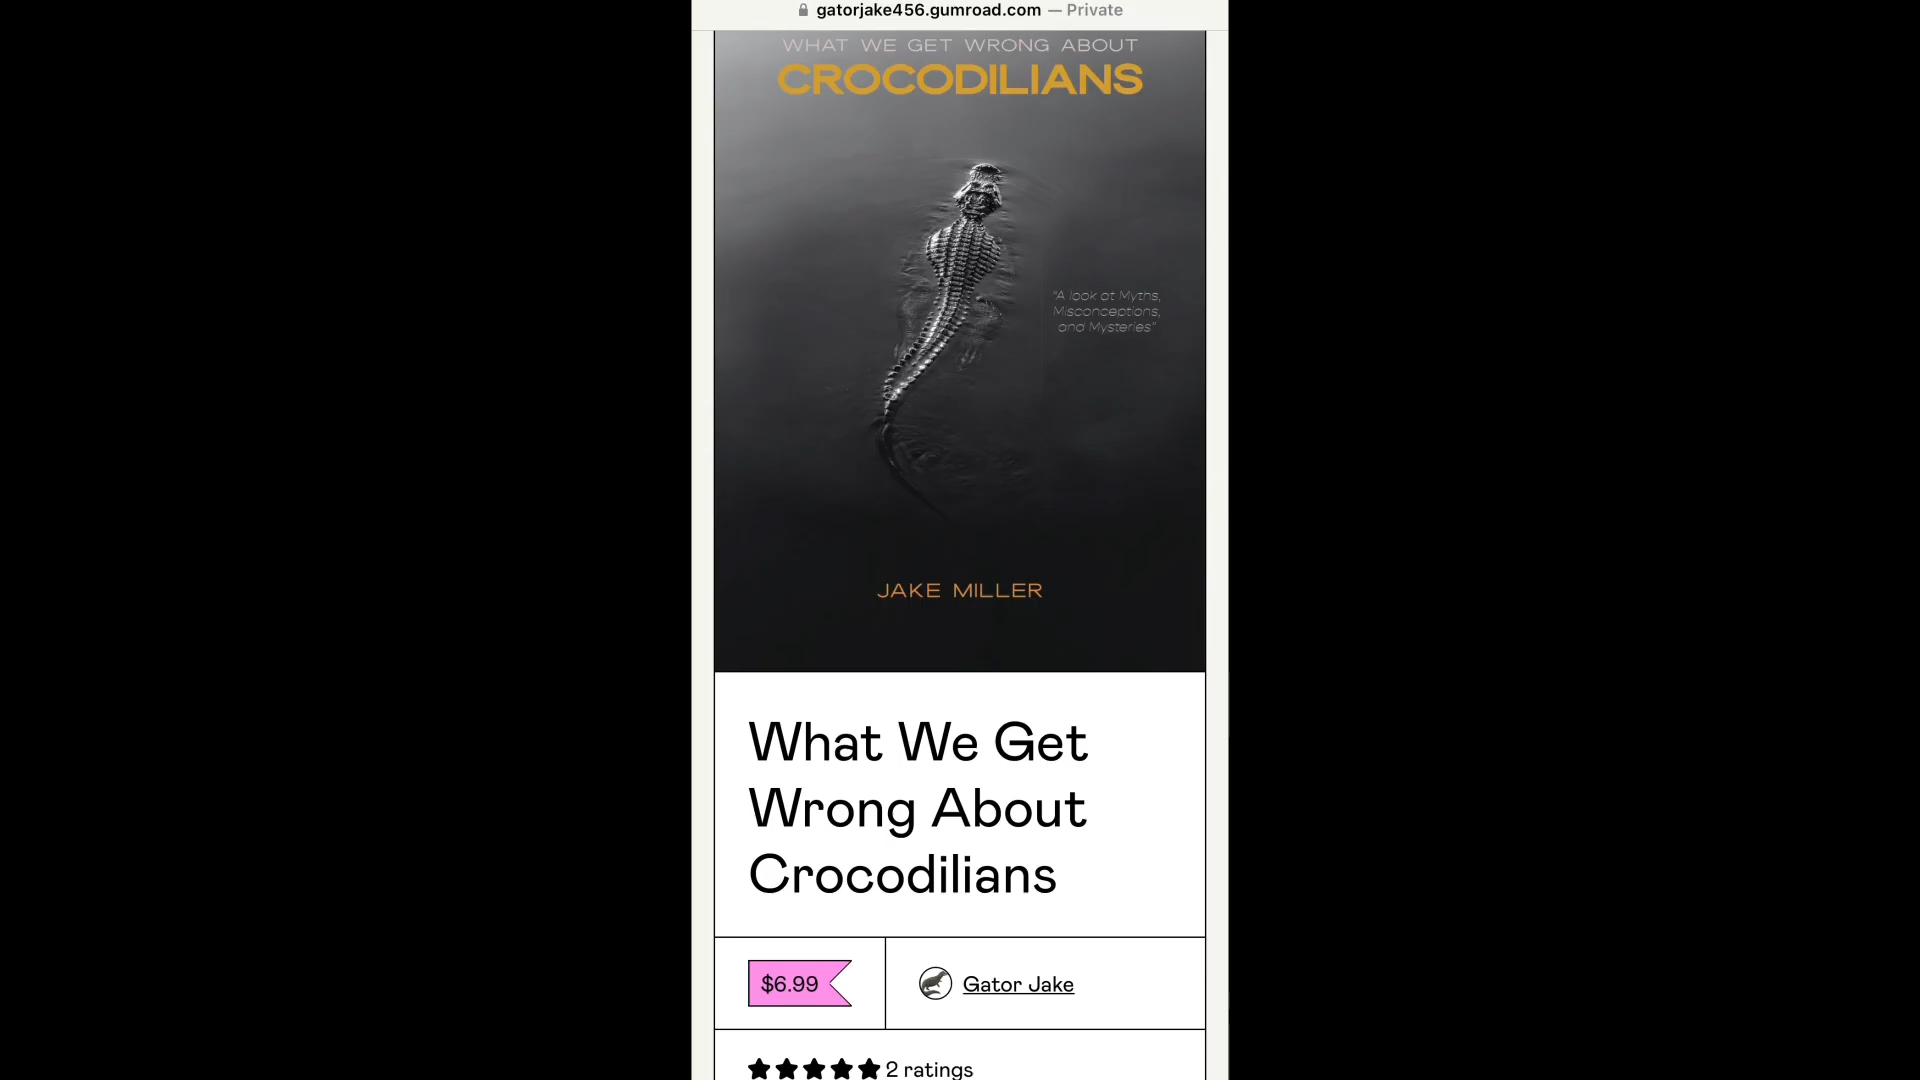 gatorjake456.gumroad.com — Private
WHAT WE GET WRONG ABOUT
CROCODILIANS
"A look at Myths,
Misconceptions,
and Mysteries"
JAKE MILLER
What We Get
Wrong About
Crocodilians
$6.99
Gator Jake
2 ratings